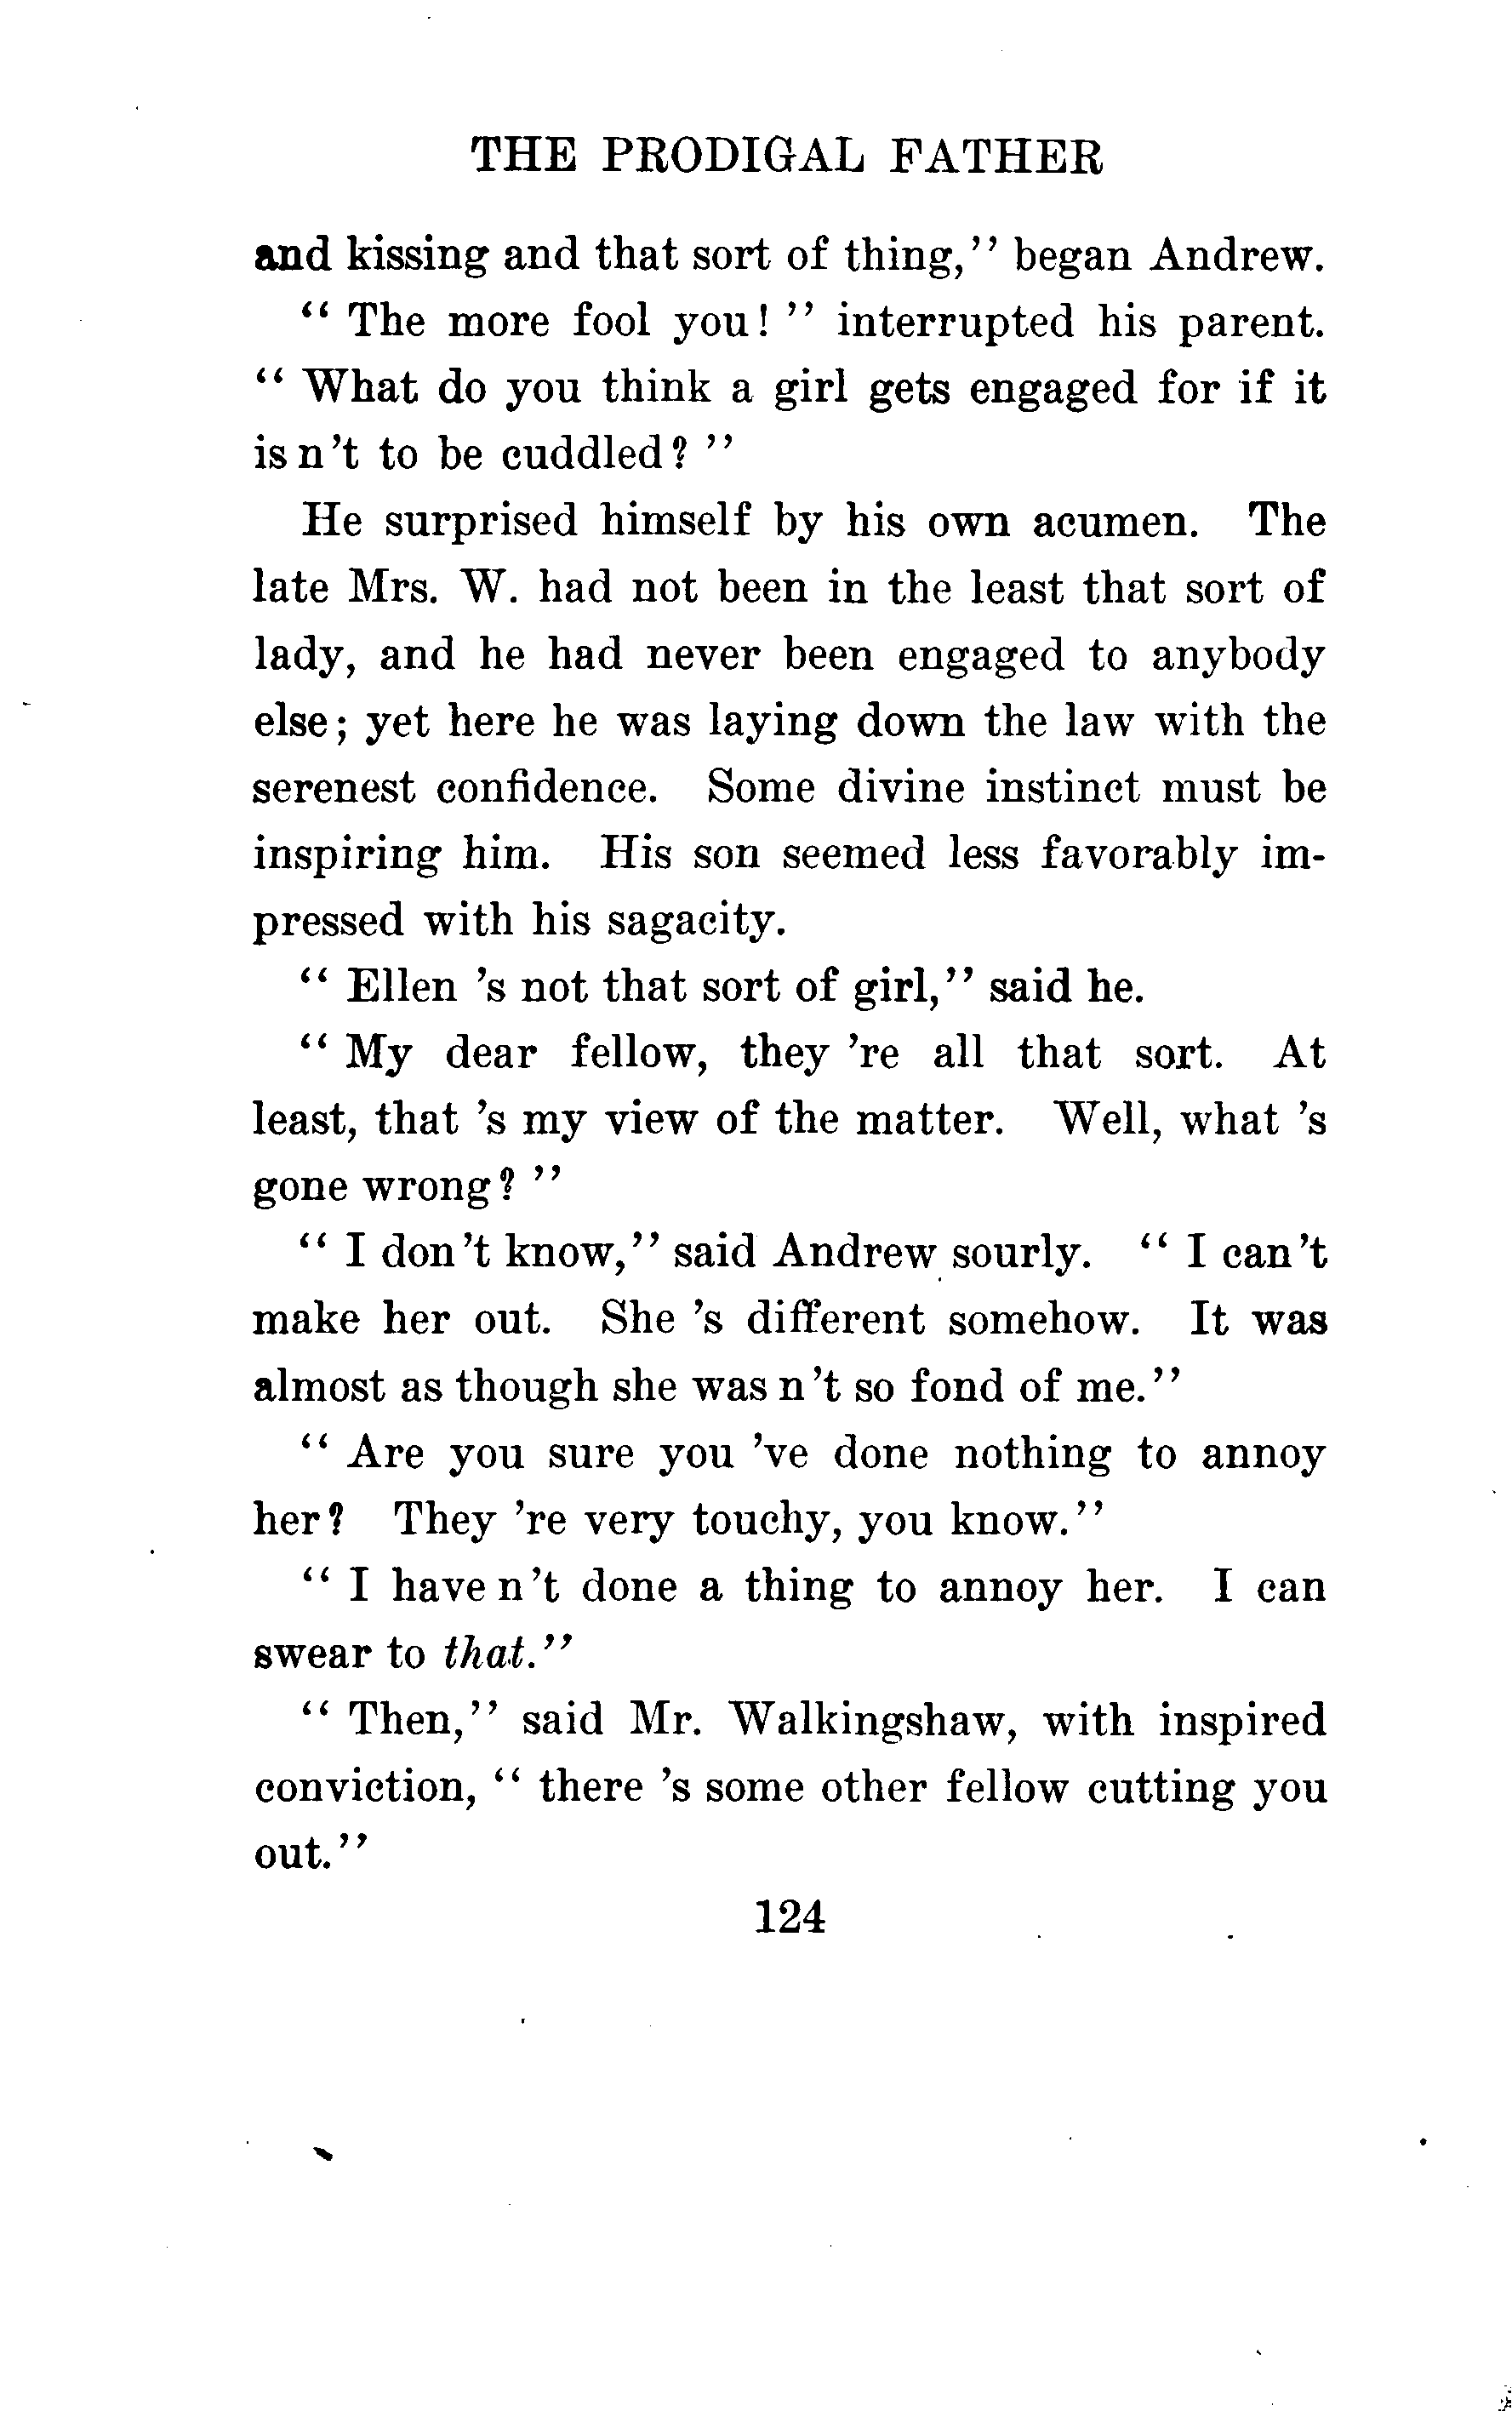 THE PRODIGAL FATHER
and kissing and that sort of thing," began Andrew.
" The more fool you! " interrupted his parent.
" What do you think a girl gets engaged for if it
is n't to be cuddled? "
He surprised himself by his own acumen. The
late Mrs. W. had not been in the least that sort of
lady, and he had never been engaged to anybody
else; yet here he was laying down the law with the
serenest confidence. Some divine instinct must be
inspiring him. His son seemed less favorably im-
pressed with his sagacity.
" Ellen 's not that sort of girl," said he.
" My dear fellow, they 're all that sort. At
least, that 's my view of the matter. Well, what 's
gone wrong? "
" I don't know," said Andrew sourly. " I can't
make her out. She 's different somehow. It was
almost as though she was n't so fond of me."
" Are you sure you 've done nothing to annoy
her? They 're very touchy, you know."
" I have n't done a thing to annoy her. I can
swear to that."
" Then," said Mr. Walkingshaw, with inspired
conviction, " there 's some other fellow cutting you
out."
124